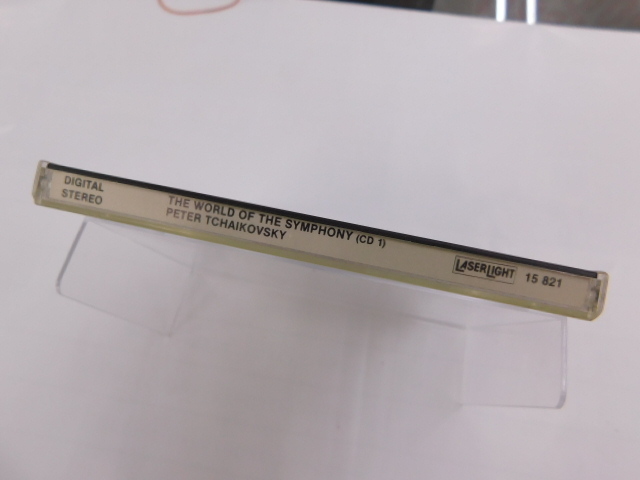 DIGITAL
STEREO
THE WORLD OF THE SYMPHONY (CD 1)
PETER TCHAIKOVSKY
LASERLIGHT
15 821